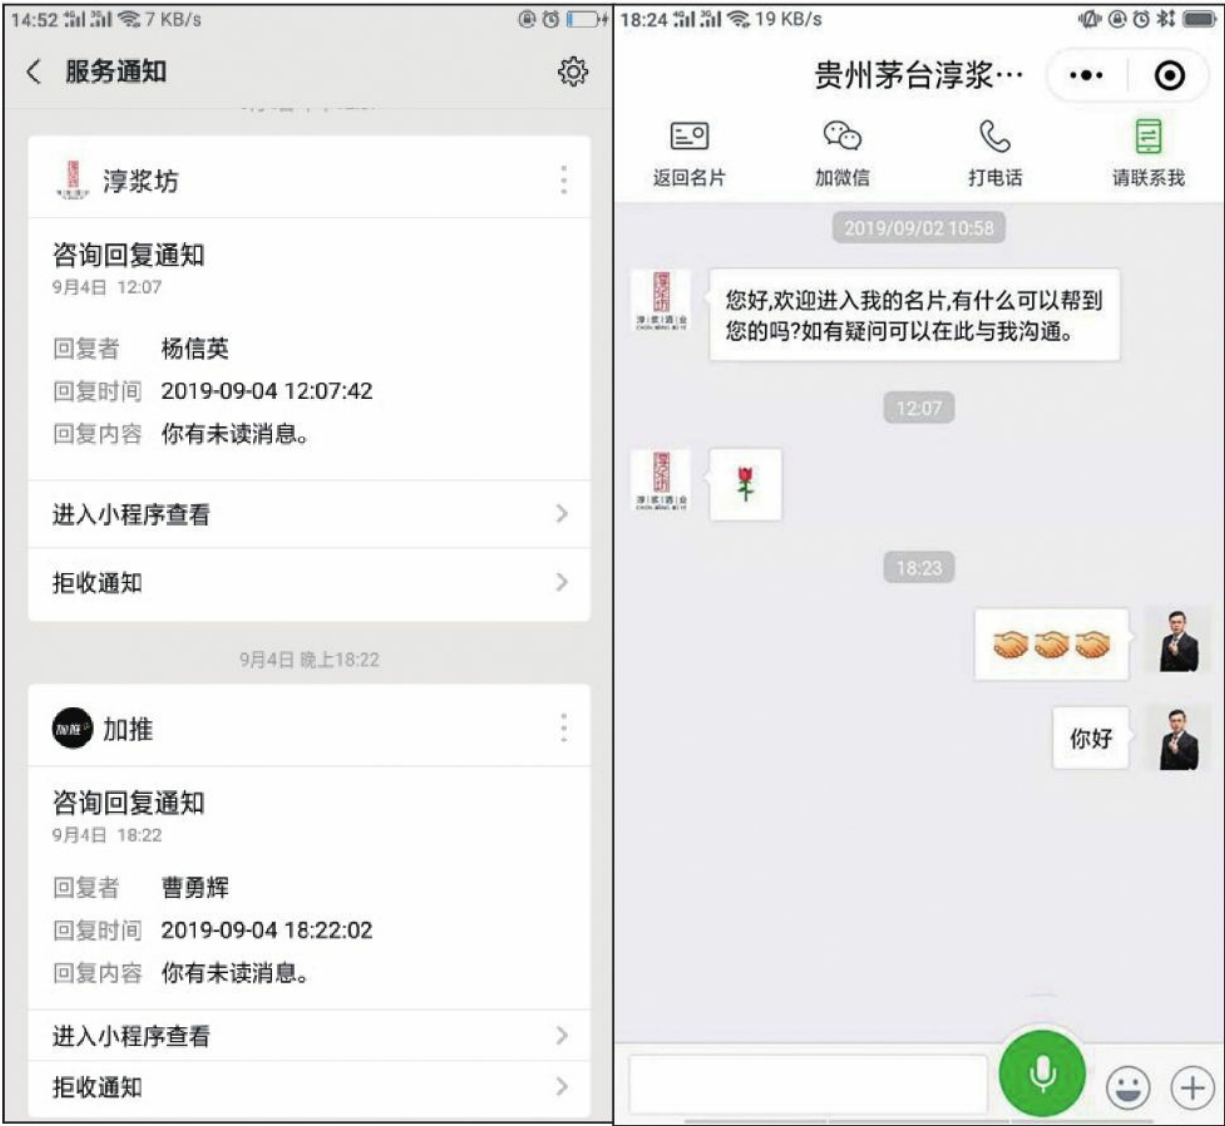 14:52 7 KB/s
服务通知
淳浆坊
咨询回复通知
9月4日 12:07
回复者 杨信英
回复时间 2019-09-04 12:07:42
回复内容 你有未读消息。
进入小程序查看
拒收通知
9月4日 晚上18:22
加推
加推
咨询回复通知
9月4日 18:22
回复者 曹勇辉
回复时间 2019-09-04 18:22:02
回复内容 你有未读消息。
进入小程序查看
拒收通知
18:24 19 KB/s
贵州茅台淳浆…
返回名片
加微信
打电话
请联系我
2019/09/02 10:58
淳浆坊
您好,欢迎进入我的名片,有什么可以帮到
您的吗?如有疑问可以在此与我沟通。
12:07
淳浆坊
18:23
你好